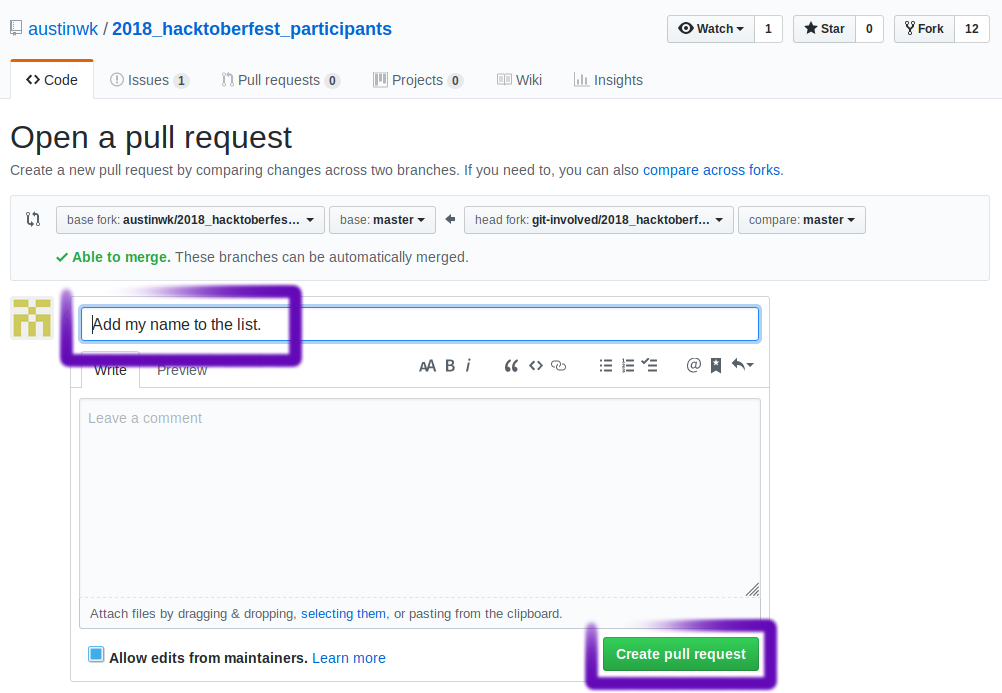 austinwk / 2018_hacktoberfest_participants
Watch 1 Star 0 Fork 12
Code Issues 1 Pull requests 0 Projects 0 Wiki Insights
Open a pull request
Create a new pull request by comparing changes across two branches. If you need to, you can also compare across forks.
base fork: austinwk/2018_hacktoberfes... base: master head fork: git-involved/2018_hacktoberf... compare: master
Able to merge. These branches can be automatically merged.
Add my name to the list.
Write Preview AA B i @
Leave a comment
Attach files by dragging & dropping, selecting them, or pasting from the clipboard.
Allow edits from maintainers. Learn more
Create pull request